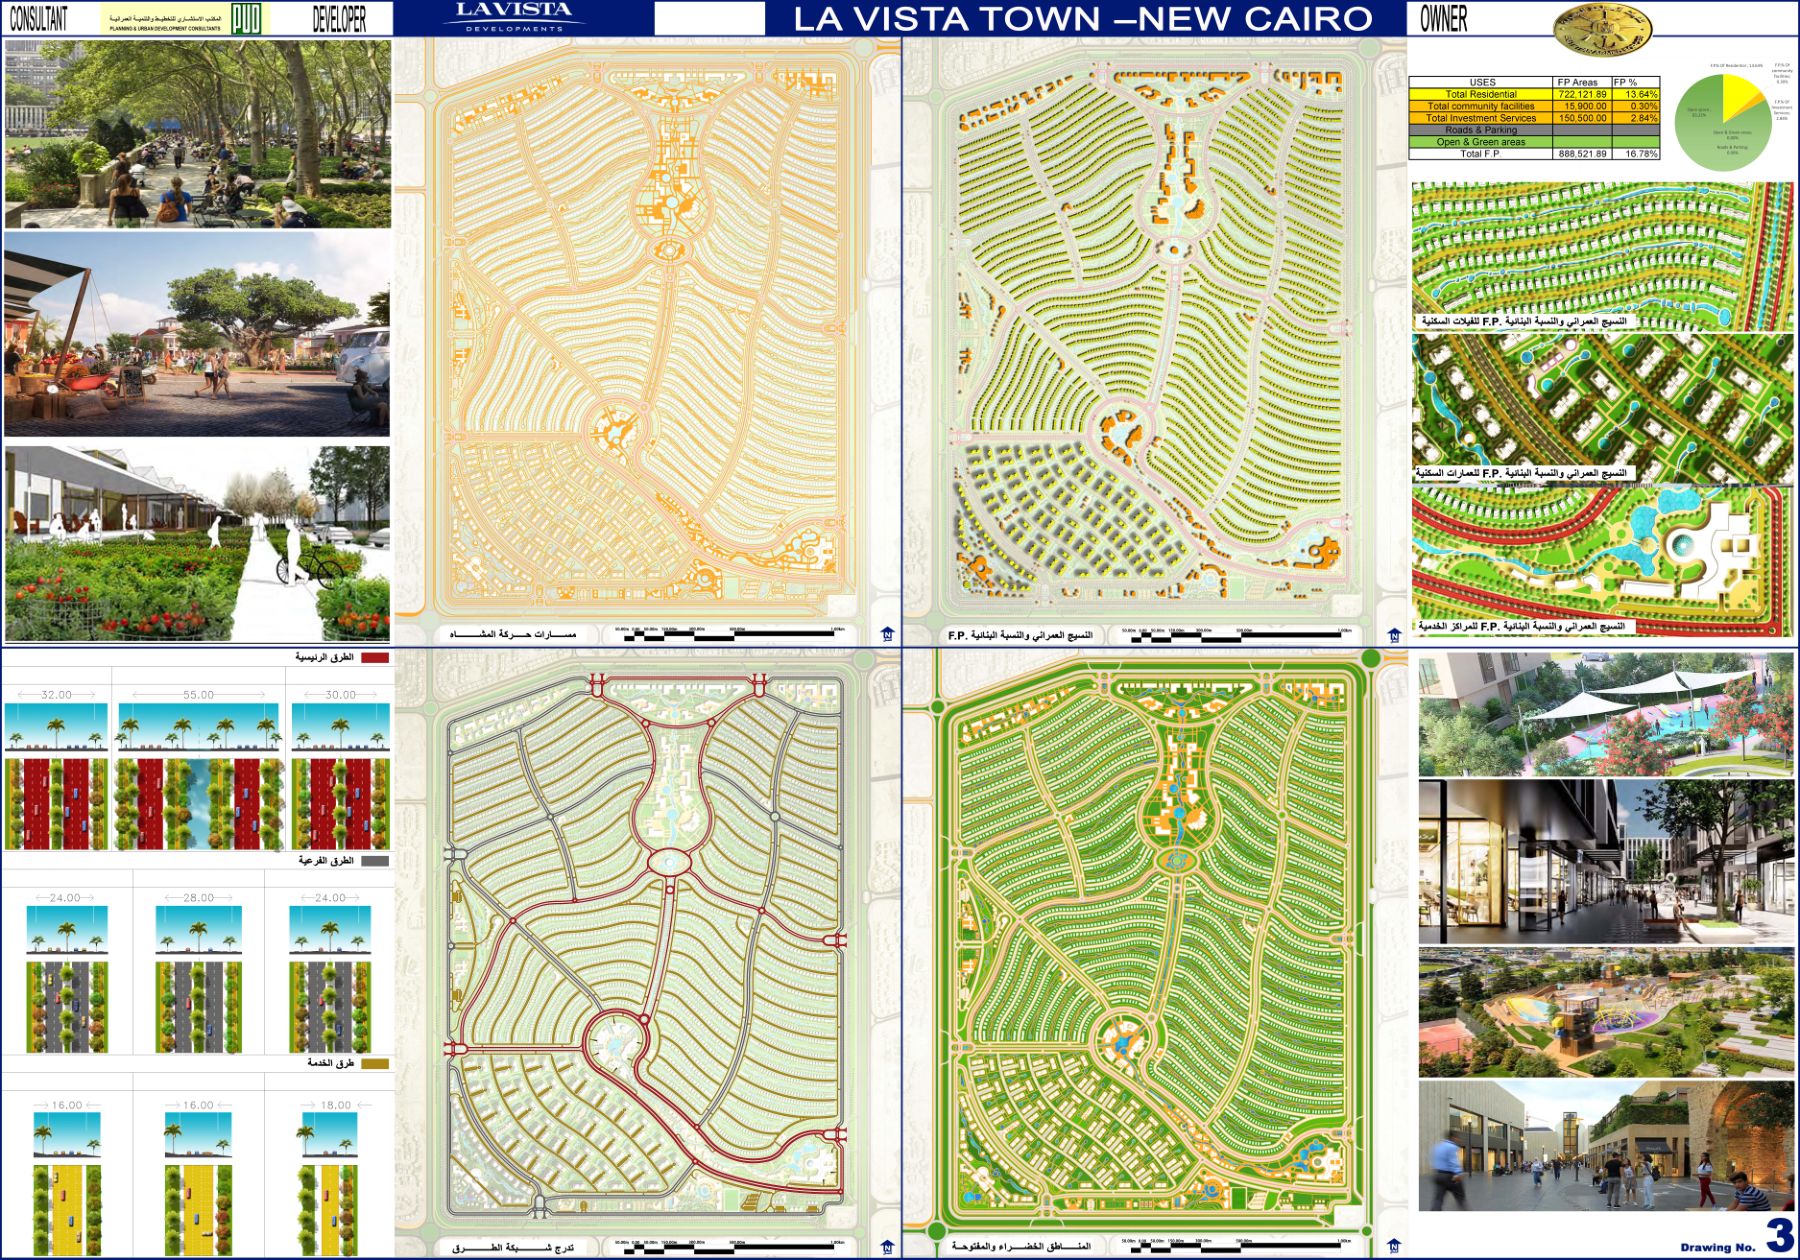 CONSULTANT
المكتب الاستشاري للتخطيط والتنمية العمرانية
PLANNING & URBAN DEVELOPMENT CONSULTANTS
PUD
DEVELOPER
LAVISTA
DEVELOPMENTS
LA VISTA TOWN –NEW CAIRO
OWNER
USES FP Areas FP %
Total Residential 722,121.89 13.64%
Total community facilities 15,900.00 0.30%
Total Investment Services 150,500.00 2.84%
Roads & Parking
Open & Green areas
Total F.P. 888,521.89 16.78%
النسيج العمراني والنسبة البنائية F.P. للفيلات السكنية
النسيج العمراني والنسبة البنائية F.P. للعمارات السكنية
النسيج العمراني والنسبة البنائية F.P. للمراكز الخدمية
مسارات حركة المشاه
النسيج العمراني والنسبة البنائية F.P.
الطرق الرئيسية
32.00 55.00 30.00
الطرق الفرعية
24.00 28.00 24.00
طرق الخدمة
16.00 16.00 18.00
تدرج شبكة الطرق
المناطق الخضراء والمفتوحة
Drawing No. 3